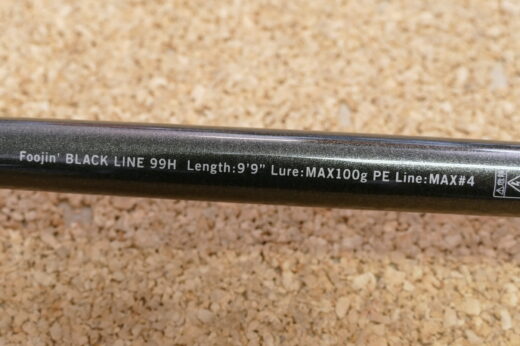 Foojin' BLACK LINE 99H Length:9'9" Lure:MAX100g PE Line:MAX#4